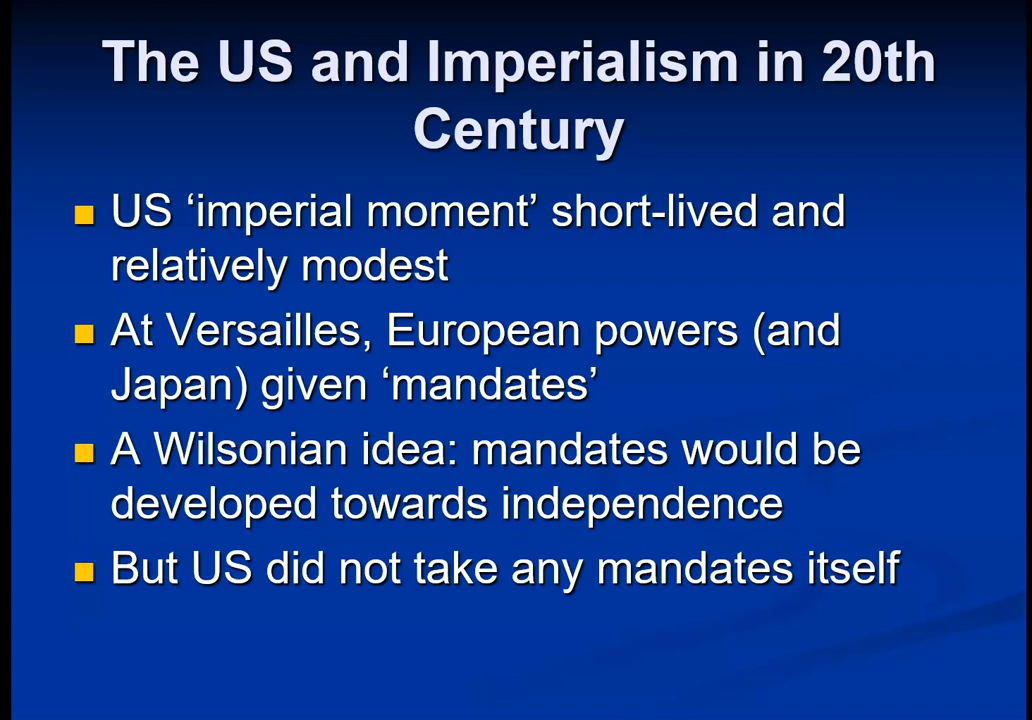 The US and Imperialism in 20th
Century
US ‘imperial moment’ short-lived and
relatively modest
At Versailles, European powers (and
Japan) given ‘mandates’
A Wilsonian idea: mandates would be
developed towards independence
But US did not take any mandates itself